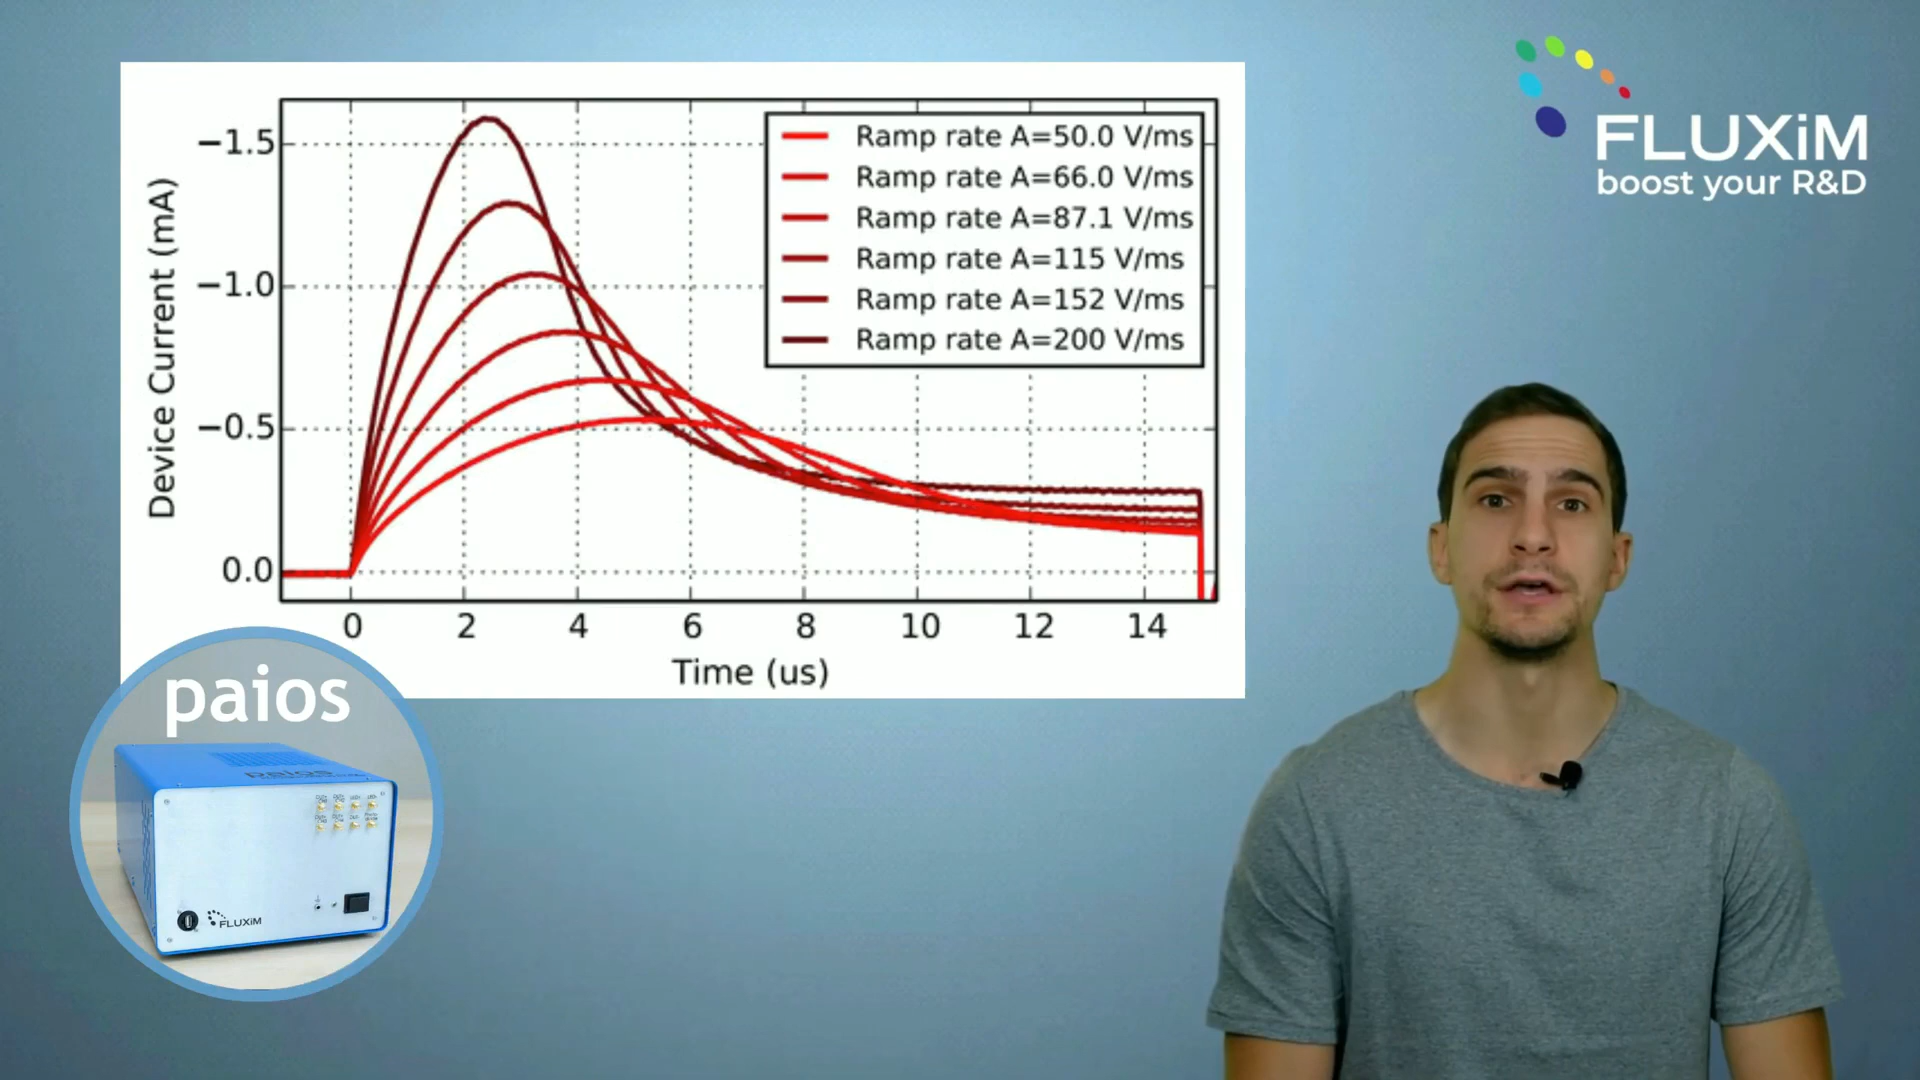 Device Current (mA)
−1.5
−1.0
−0.5
0.0
0 2 4 6 8 10 12 14
Time (us)
Ramp rate A=50.0 V/ms
Ramp rate A=66.0 V/ms
Ramp rate A=87.1 V/ms
Ramp rate A=115 V/ms
Ramp rate A=152 V/ms
Ramp rate A=200 V/ms
FLUXiM
boost your R&D
paios
paios
FLUXiM